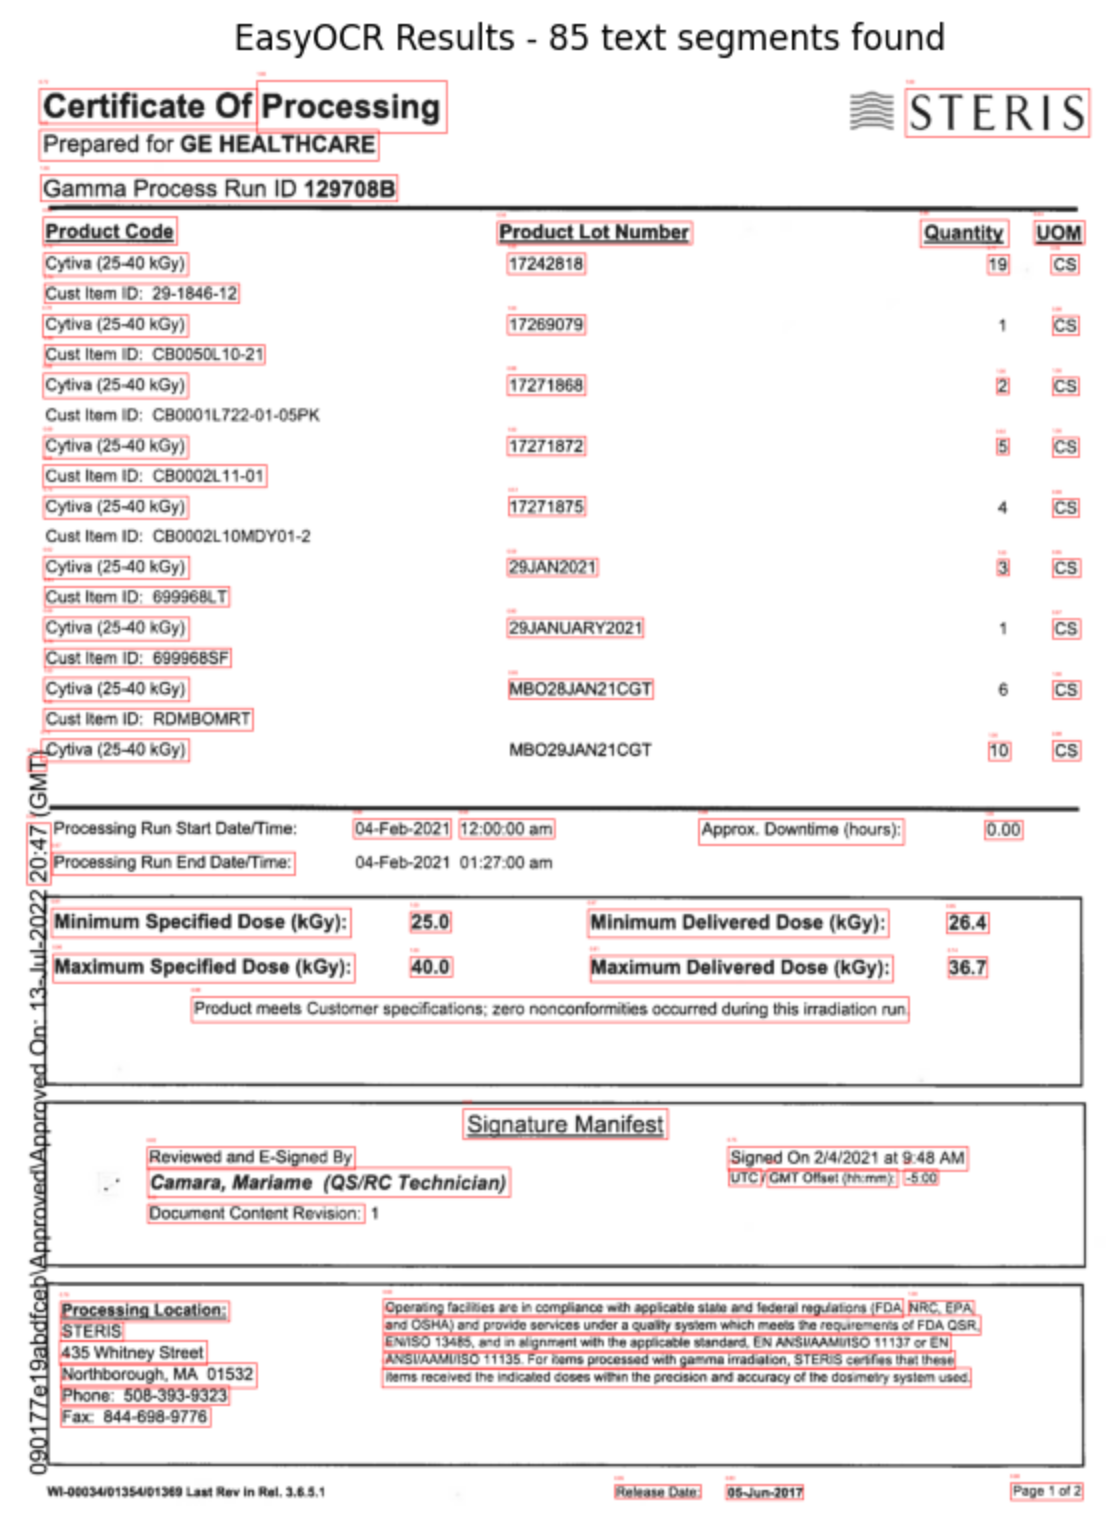 EasyOCR Results - 85 text segments found
Certificate Of Processing
STERIS
Prepared for GE HEALTHCARE
Gamma Process Run ID 129708B
Product Code Product Lot Number Quantity UOM
Cytiva (25-40 kGy) 17242818 19 CS
Cust Item ID: 29-1846-12
Cytiva (25-40 kGy) 17269079 1 CS
Cust Item ID: CB0050L10-21
Cytiva (25-40 kGy) 17271868 2 CS
Cust Item ID: CB0001L722-01-05PK
Cytiva (25-40 kGy) 17271872 5 CS
Cust Item ID: CB0002L11-01
Cytiva (25-40 kGy) 17271875 4 CS
Cust Item ID: CB0002L10MDY01-2
Cytiva (25-40 kGy) 29JAN2021 3 CS
Cust Item ID: 699968LT
Cytiva (25-40 kGy) 29JANUARY2021 1 CS
Cust Item ID: 699968SF
Cytiva (25-40 kGy) MBO28JAN21CGT 6 CS
Cust Item ID: RDMBOMRT
Cytiva (25-40 kGy) MBO29JAN21CGT 10 CS
Processing Run Start Date/Time: 04-Feb-2021 12:00:00 am Approx. Downtime (hours): 0.00
Processing Run End Date/Time: 04-Feb-2021 01:27:00 am
Minimum Specified Dose (kGy): 25.0 Minimum Delivered Dose (kGy): 26.4
Maximum Specified Dose (kGy): 40.0 Maximum Delivered Dose (kGy): 36.7
Product meets Customer specifications; zero nonconformities occurred during this irradiation run.
Signature Manifest
Reviewed and E-Signed By Signed On 2/4/2021 at 9:48 AM
Camara, Mariame (QS/RC Technician) UTC / GMT Offset (hh:mm): -5:00
Document Content Revision: 1
Processing Location:
STERIS
435 Whitney Street
Northborough, MA 01532
Phone: 508-393-9323
Fax: 844-698-9776
Operating facilities are in compliance with applicable state and federal regulations (FDA, NRC, EPA,
and OSHA) and provide services under a quality system which meets the requirements of FDA QSR,
EN/ISO 13485, and in alignment with the applicable standard, EN ANSI/AAMI/ISO 11137 or EN
ANSI/AAMI/ISO 11135. For items processed with gamma irradiation, STERIS certifies that these
items received the indicated doses within the precision and accuracy of the dosimetry system used.
WI-00034/01354/01369 Last Rev in Rel. 3.6.5.1 Release Date: 05-Jun-2017 Page 1 of 2
090177e19abdfceb\Approved\Approved On: 13-Jul-2022 20:47 (GMT)